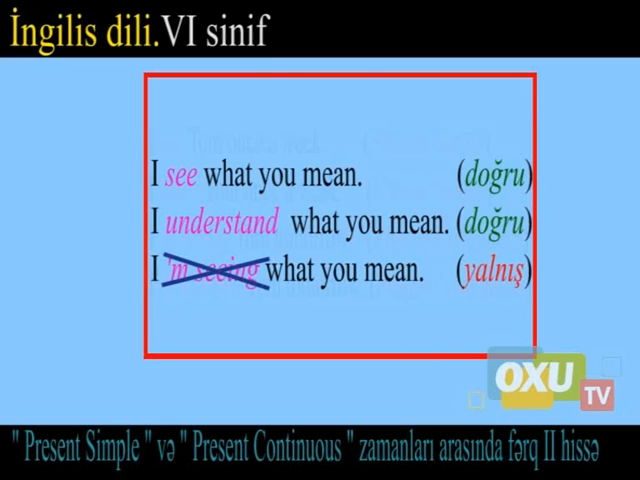 İngilis dili.VI sinif
I see what you mean. (doğru)
I understand what you mean. (doğru)
I 'm seeing what you mean. (yalnış)
OXU TV
" Present Simple " və " Present Continuous " zamanları arasında fərq II hissə